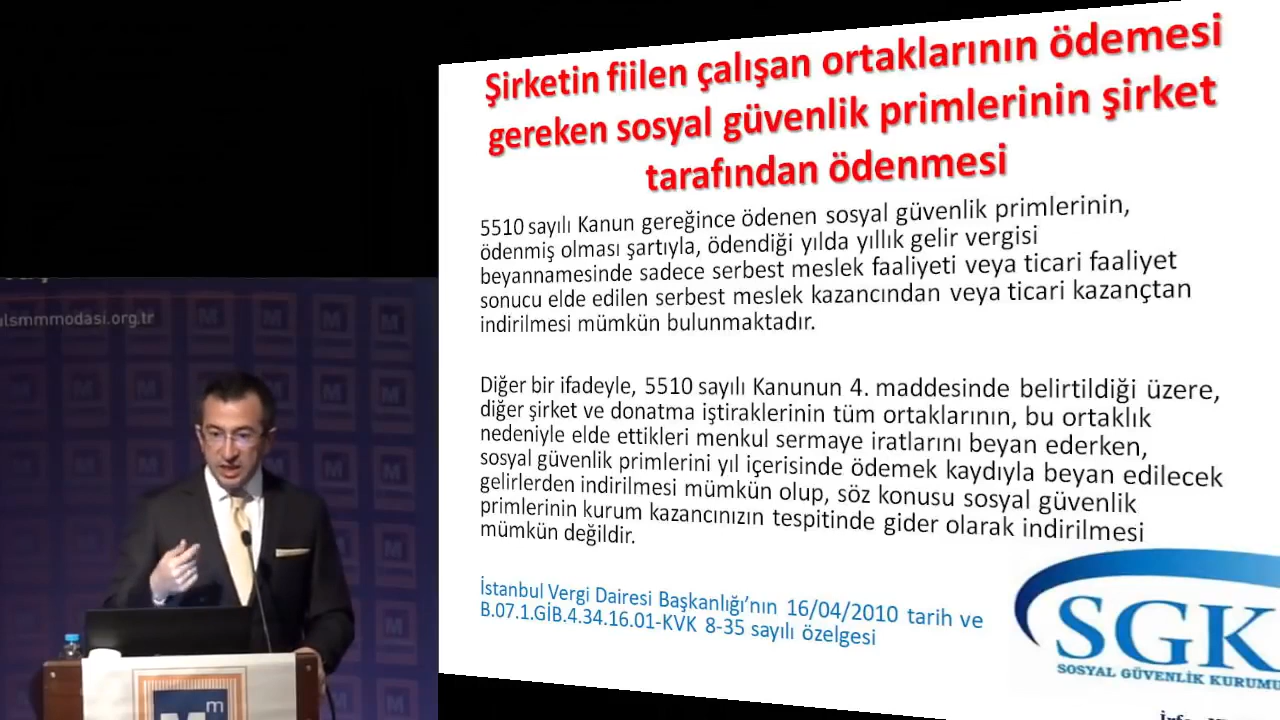 Şirketin fiilen çalışan ortaklarının ödemesi
gereken sosyal güvenlik primlerinin şirket
tarafından ödenmesi
5510 sayılı Kanun gereğince ödenen sosyal güvenlik primlerinin,
ödenmiş olması şartıyla, ödendiği yılda yıllık gelir vergisi
beyannamesinde sadece serbest meslek faaliyeti veya ticari faaliyet
sonucu elde edilen serbest meslek kazancından veya ticari kazançtan
indirilmesi mümkün bulunmaktadır.
Diğer bir ifadeyle, 5510 sayılı Kanunun 4. maddesinde belirtildiği üzere,
diğer şirket ve donatma iştiraklerinin tüm ortaklarının, bu ortaklık
nedeniyle elde ettikleri menkul sermaye iratlarını beyan ederken,
sosyal güvenlik primlerini yıl içerisinde ödemek kaydıyla beyan edilecek
gelirlerden indirilmesi mümkün olup, söz konusu sosyal güvenlik
primlerinin kurum kazancınızın tespitinde gider olarak indirilmesi
mümkün değildir.
İstanbul Vergi Dairesi Başkanlığı’nın 16/04/2010 tarih ve
B.07.1.GİB.4.34.16.01-KVK 8-35 sayılı özelgesi
SGK
SOSYAL GÜVENLİK KURUMU
ulsmmmodasi.org.tr
M
m